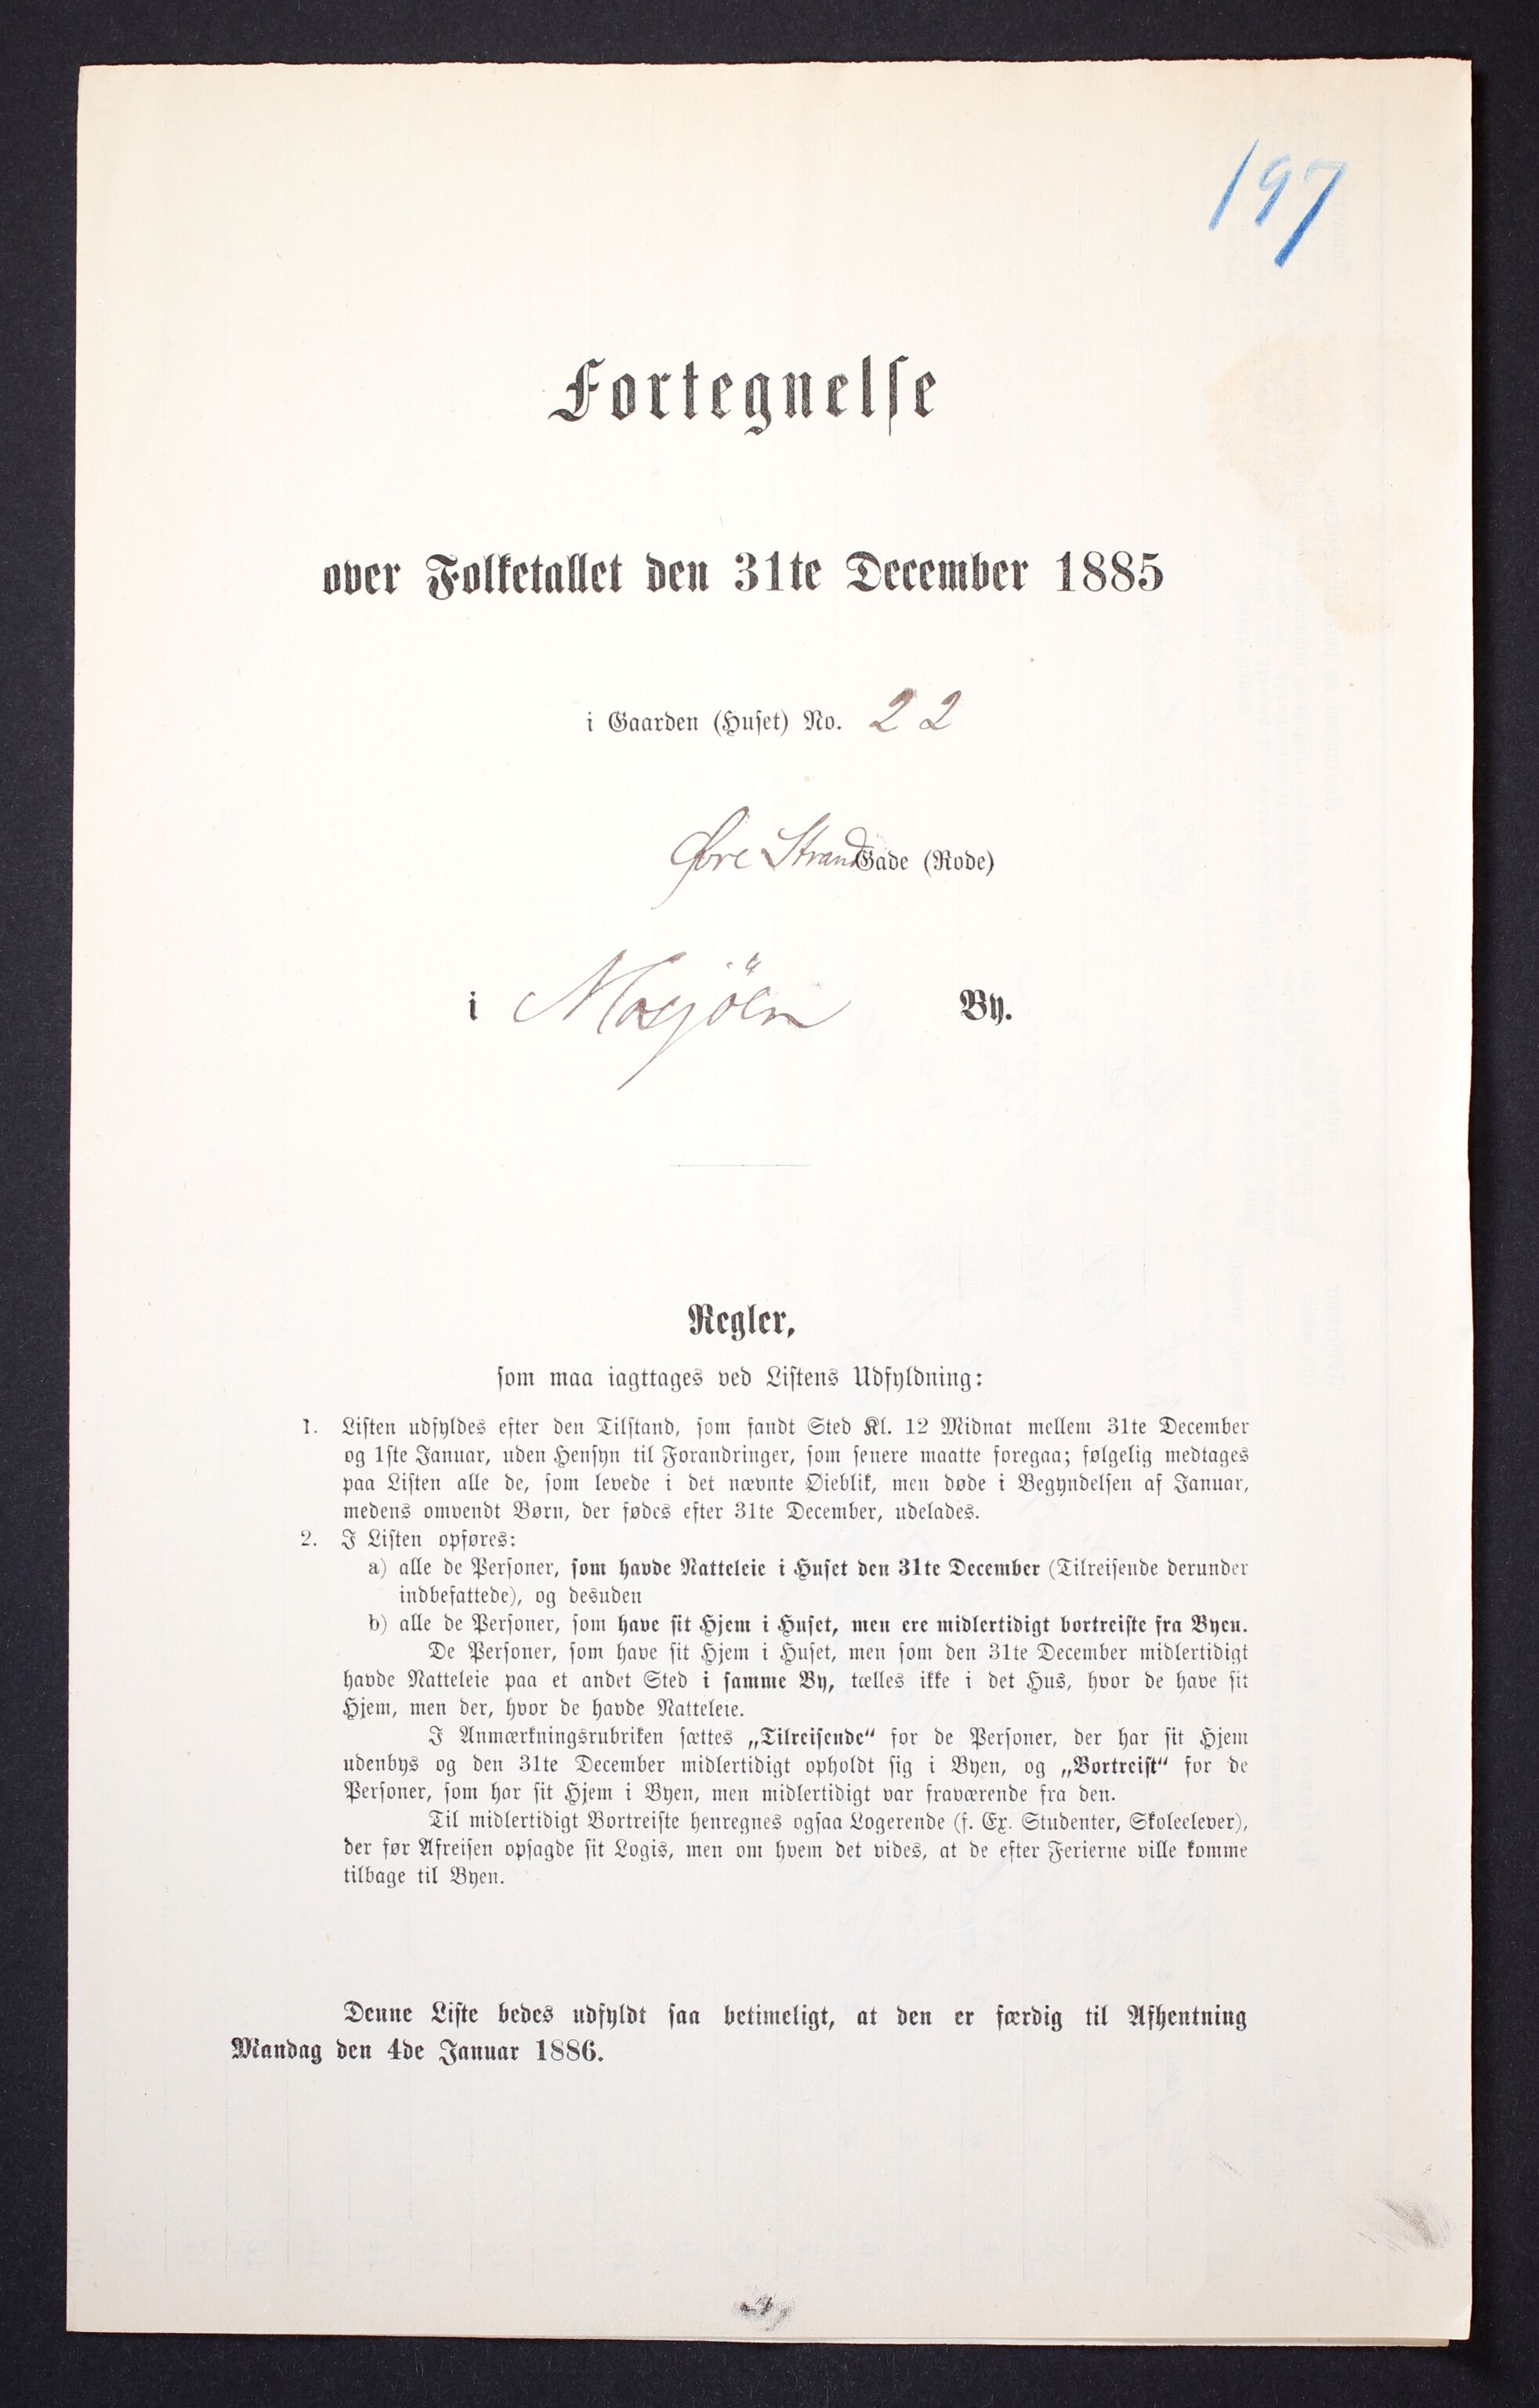 197
Fortegnelse
over Folketallet den 31te December 1885
i Gaarden (Huset) No. 22
Øvre Strand Gade (Rode)
i Mosjöen By.
Regler,
som maa iagttages ved Listens Udfyldning:
1. Listen udfyldes efter den Tilstand, som fandt Sted Kl. 12 Midnat mellem 31te December
og 1ste Januar, uden Hensyn til Forandringer, som senere maatte foregaa; følgelig medtages
paa Listen alle de, som levede i det nævnte Øieblik, men døde i Begyndelsen af Januar,
medens omvendt Børn, der fødes efter 31te December, udelades.
2. I Listen opføres:
a) alle de Personer, som havde Natteleie i Huset den 31te December (Tilreisende derunder
indbefattede), og desuden
b) alle de Personer, som have sit Hjem i Huset, men ere midlertidigt bortreiste fra Byen.
De Personer, som have sit Hjem i Huset, men som den 31te December midlertidigt
havde Natteleie paa et andet Sted i samme By, tælles ikke i det Hus, hvor de have sit
Hjem, men der, hvor de havde Natteleie.
I Anmærkningsrubriken sættes „Tilreisende“ for de Personer, der har sit Hjem
udenbys og den 31te December midlertidigt opholdt sig i Byen, og „Bortreist“ for de
Personer, som har sit Hjem i Byen, men midlertidigt var fraværende fra den.
Til midlertidigt Bortreiste henregnes ogsaa Logerende (f. Ex. Studenter, Skoleelever),
der før Afreisen opsagde sit Logis, men om hvem det vides, at de efter Ferierne ville komme
tilbage til Byen.
Denne Liste bedes udfyldt saa betimeligt, at den er færdig til Afhentning
Mandag den 4de Januar 1886.